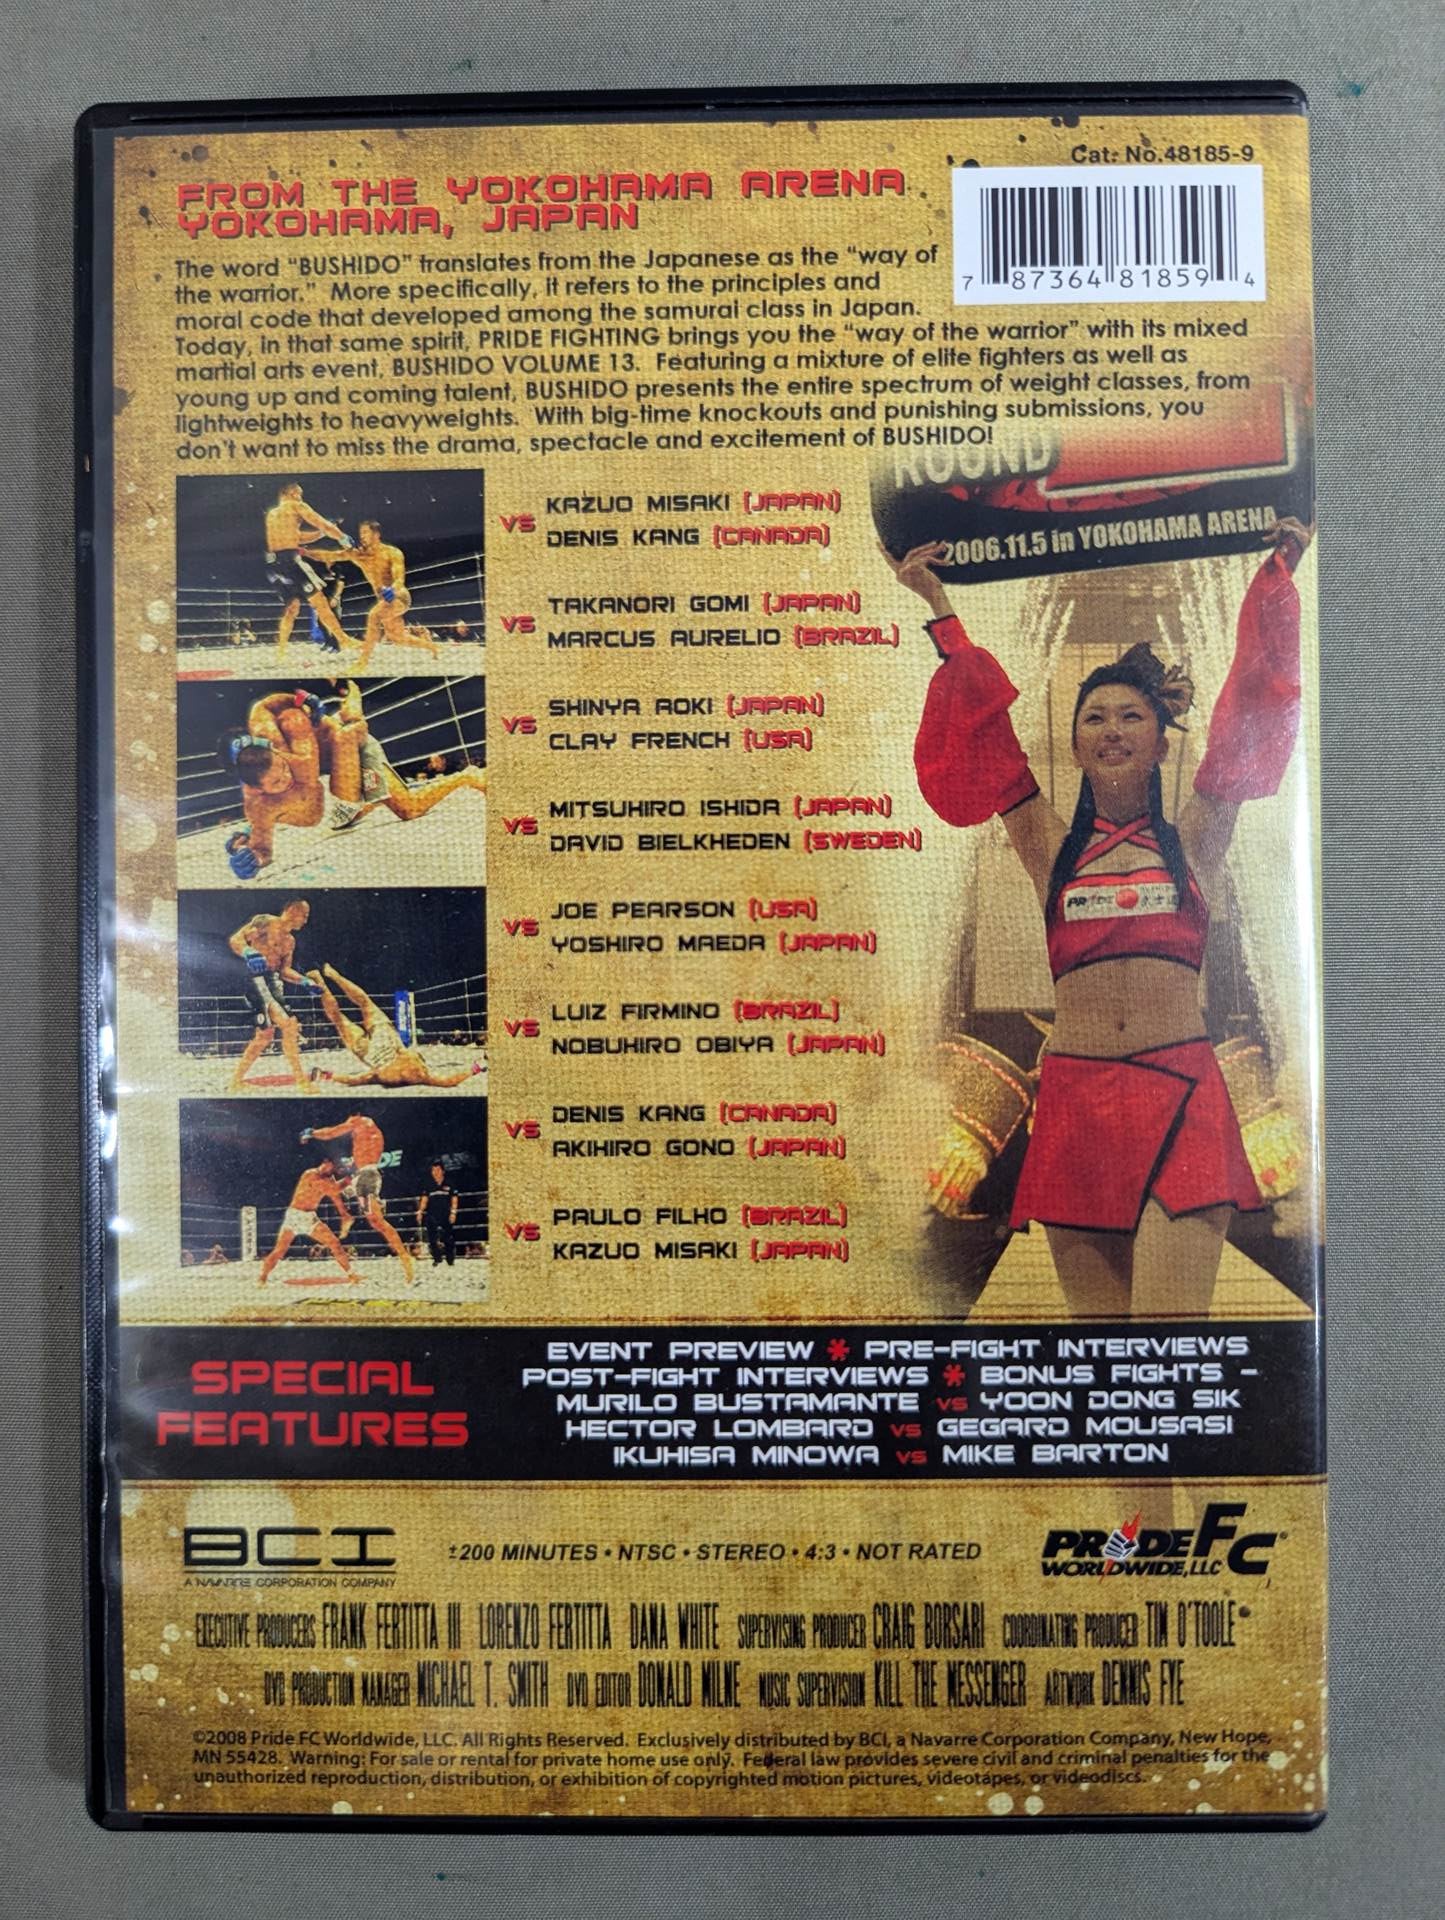 Cat. No.48185-9
FROM THE YOKOHAMA ARENA
YOKOHAMA, JAPAN
7 87364 81859 4
The word “BUSHIDO” translates from the Japanese as the “way of
the warrior.” More specifically, it refers to the principles and
moral code that developed among the samurai class in Japan.
Today, in that same spirit, PRIDE FIGHTING brings you the “way of the warrior” with its mixed
martial arts event, BUSHIDO VOLUME 13. Featuring a mixture of elite fighters as well as
young up and coming talent, BUSHIDO presents the entire spectrum of weight classes, from
lightweights to heavyweights. With big-time knockouts and punishing submissions, you
don't want to miss the drama, spectacle and excitement of BUSHIDO!
ROUND
2006.11.5 in YOKOHAMA ARENA
KAZUO MISAKI (JAPAN)
VS
DENIS KANG (CANADA)
TAKANORI GOMI (JAPAN)
VS
MARCUS AURELIO (BRAZIL)
SHINYA AOKI (JAPAN)
VS
CLAY FRENCH (USA)
MITSUHIRO ISHIDA (JAPAN)
VS
DAVID BIELKHEDEN (SWEDEN)
JOE PEARSON (USA)
VS
YOSHIRO MAEDA (JAPAN)
PRIDE
LUIZ FIRMINO (BRAZIL)
VS
NOBUHIRO OBIYA (JAPAN)
DENIS KANG (CANADA)
VS
AKIHIRO GONO (JAPAN)
PAULO FILHO (BRAZIL)
VS
KAZUO MISAKI (JAPAN)
SPECIAL
FEATURES
EVENT PREVIEW * PRE-FIGHT INTERVIEWS
POST-FIGHT INTERVIEWS * BONUS FIGHTS -
MURILO BUSTAMANTE VS YOON DONG SIK
HECTOR LOMBARD VS GEGARD MOUSASI
IKUHISA MINOWA VS MIKE BARTON
BCI
A NAVARRE CORPORATION COMPANY
±200 MINUTES • NTSC • STEREO • 4:3 • NOT RATED
PRIDE FC®
WORLDWIDE, LLC
EXECUTIVE PRODUCERS FRANK FERTITTA III LORENZO FERTITTA DANA WHITE SUPERVISING PRODUCER CRAIG BORSARI COORDINATING PRODUCER TIM O'TOOLE
DVD PRODUCTION MANAGER MICHAEL T. SMITH DVD EDITOR DONALD MILNE MUSIC SUPERVISION KILL THE MESSENGER ARTWORK DENNIS FYE
©2008 Pride FC Worldwide, LLC. All Rights Reserved. Exclusively distributed by BCI, a Navarre Corporation Company, New Hope,
MN 55428. Warning: For sale or rental for private home use only. Federal law provides severe civil and criminal penalties for the
unauthorized reproduction, distribution, or exhibition of copyrighted motion pictures, videotapes, or videodiscs.